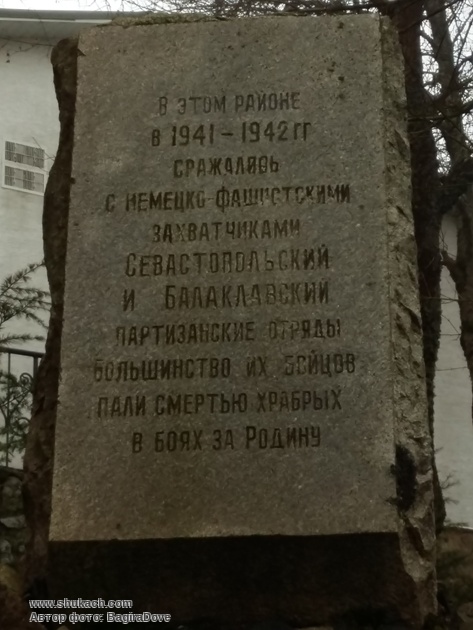 В ЭТОМ РАЙОНЕ
В 1941-1942 ГГ
СРАЖАЛИСЬ
С НЕМЕЦКО-ФАШИСТСКИМИ
ЗАХВАТЧИКАМИ
СЕВАСТОПОЛЬСКИЙ
И БАЛАКЛАВСКИЙ
ПАРТИЗАНСКИЕ ОТРЯДЫ
БОЛЬШИНСТВО ИХ БОЙЦОВ
ПАЛИ СМЕРТЬЮ ХРАБРЫХ
В БОЯХ ЗА РОДИНУ
www.shukach.com
Автор фото: BagiraDove